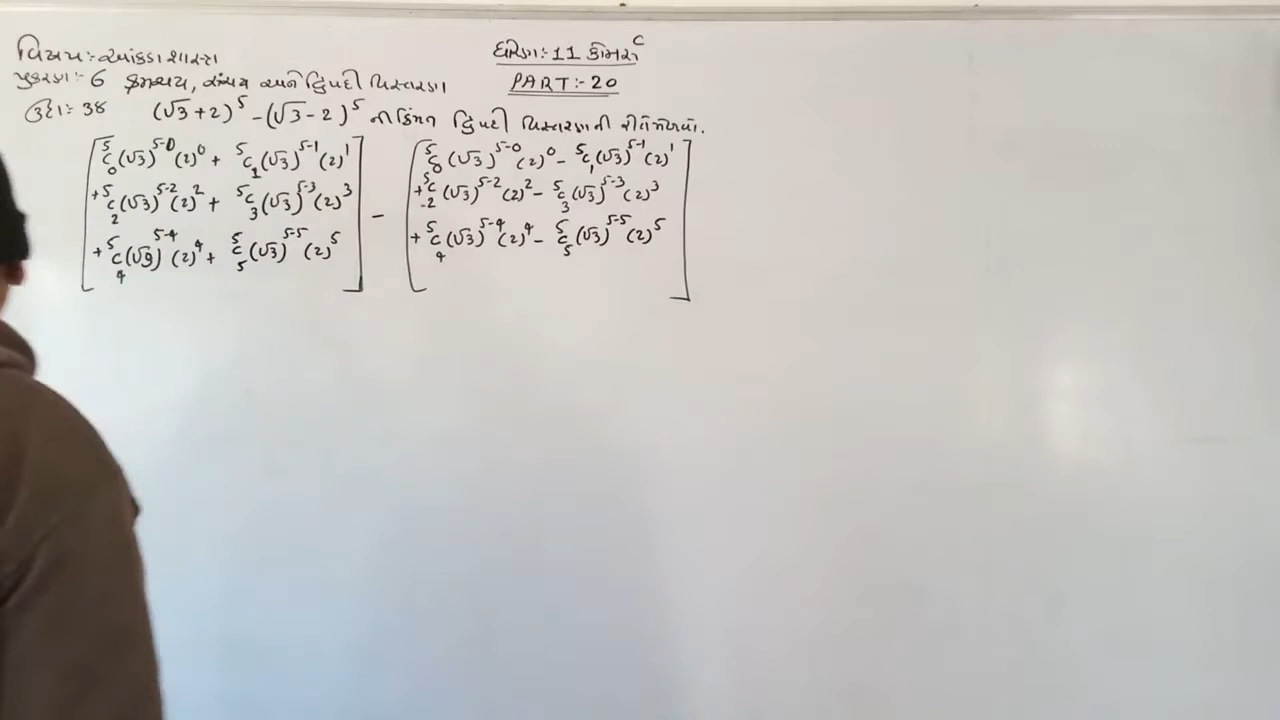 વિષય:- આંકડાશાસ્ત્ર
ધોરણ:- 11 કોમર્સ C
પ્રકરણ:- 6 ક્રમચય, સંચય અને દ્વિપદી વિસ્તરણ
PART:- 20
ઉદા:- 38 (√3+2)⁵ - (√3-2)⁵ ની કિંમત દ્વિપદી વિસ્તરણની રીતે મેળવો.
[⁵C₀(√3)⁵⁻⁰(2)⁰ + ⁵C₁(√3)⁵⁻¹(2)¹
+ ⁵C₂(√3)⁵⁻²(2)² + ⁵C₃(√3)⁵⁻³(2)³
+ ⁵C₄(√3)⁵⁻⁴(2)⁴ + ⁵C₅(√3)⁵⁻⁵(2)⁵]
-
[⁵C₀(√3)⁵⁻⁰(2)⁰ - ⁵C₁(√3)⁵⁻¹(2)¹
+ ⁵C₂(√3)⁵⁻²(2)² - ⁵C₃(√3)⁵⁻³(2)³
+ ⁵C₄(√3)⁵⁻⁴(2)⁴ - ⁵C₅(√3)⁵⁻⁵(2)⁵]